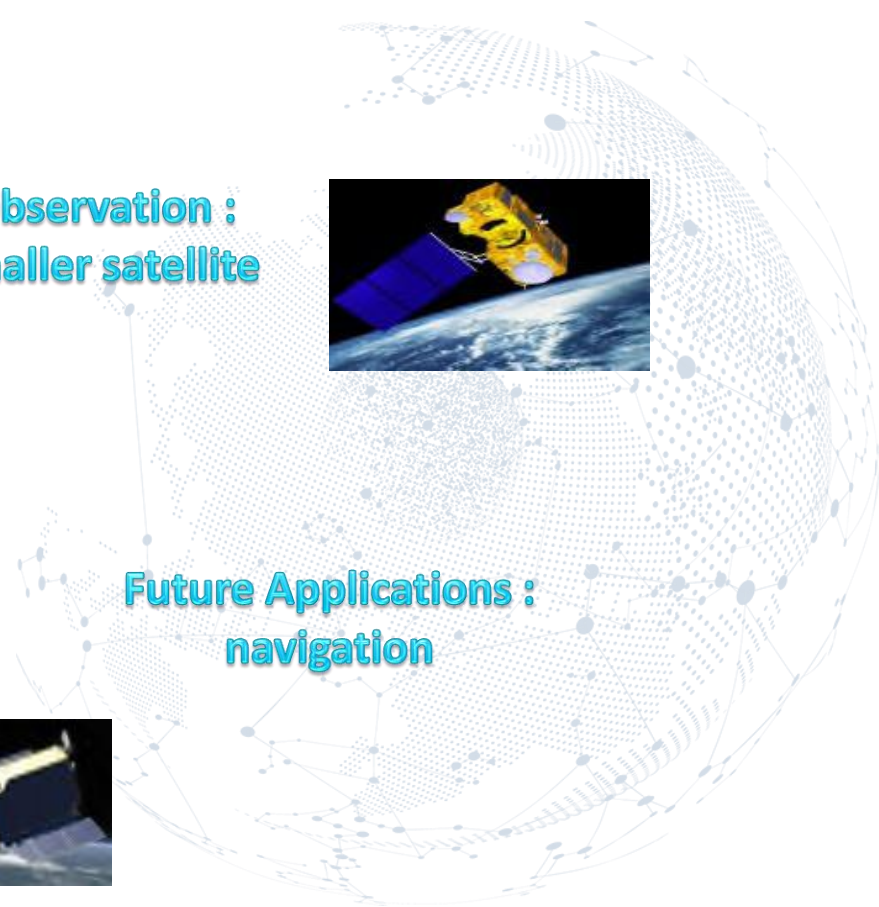 bservation :
aller satellite
Future Applications :
navigation